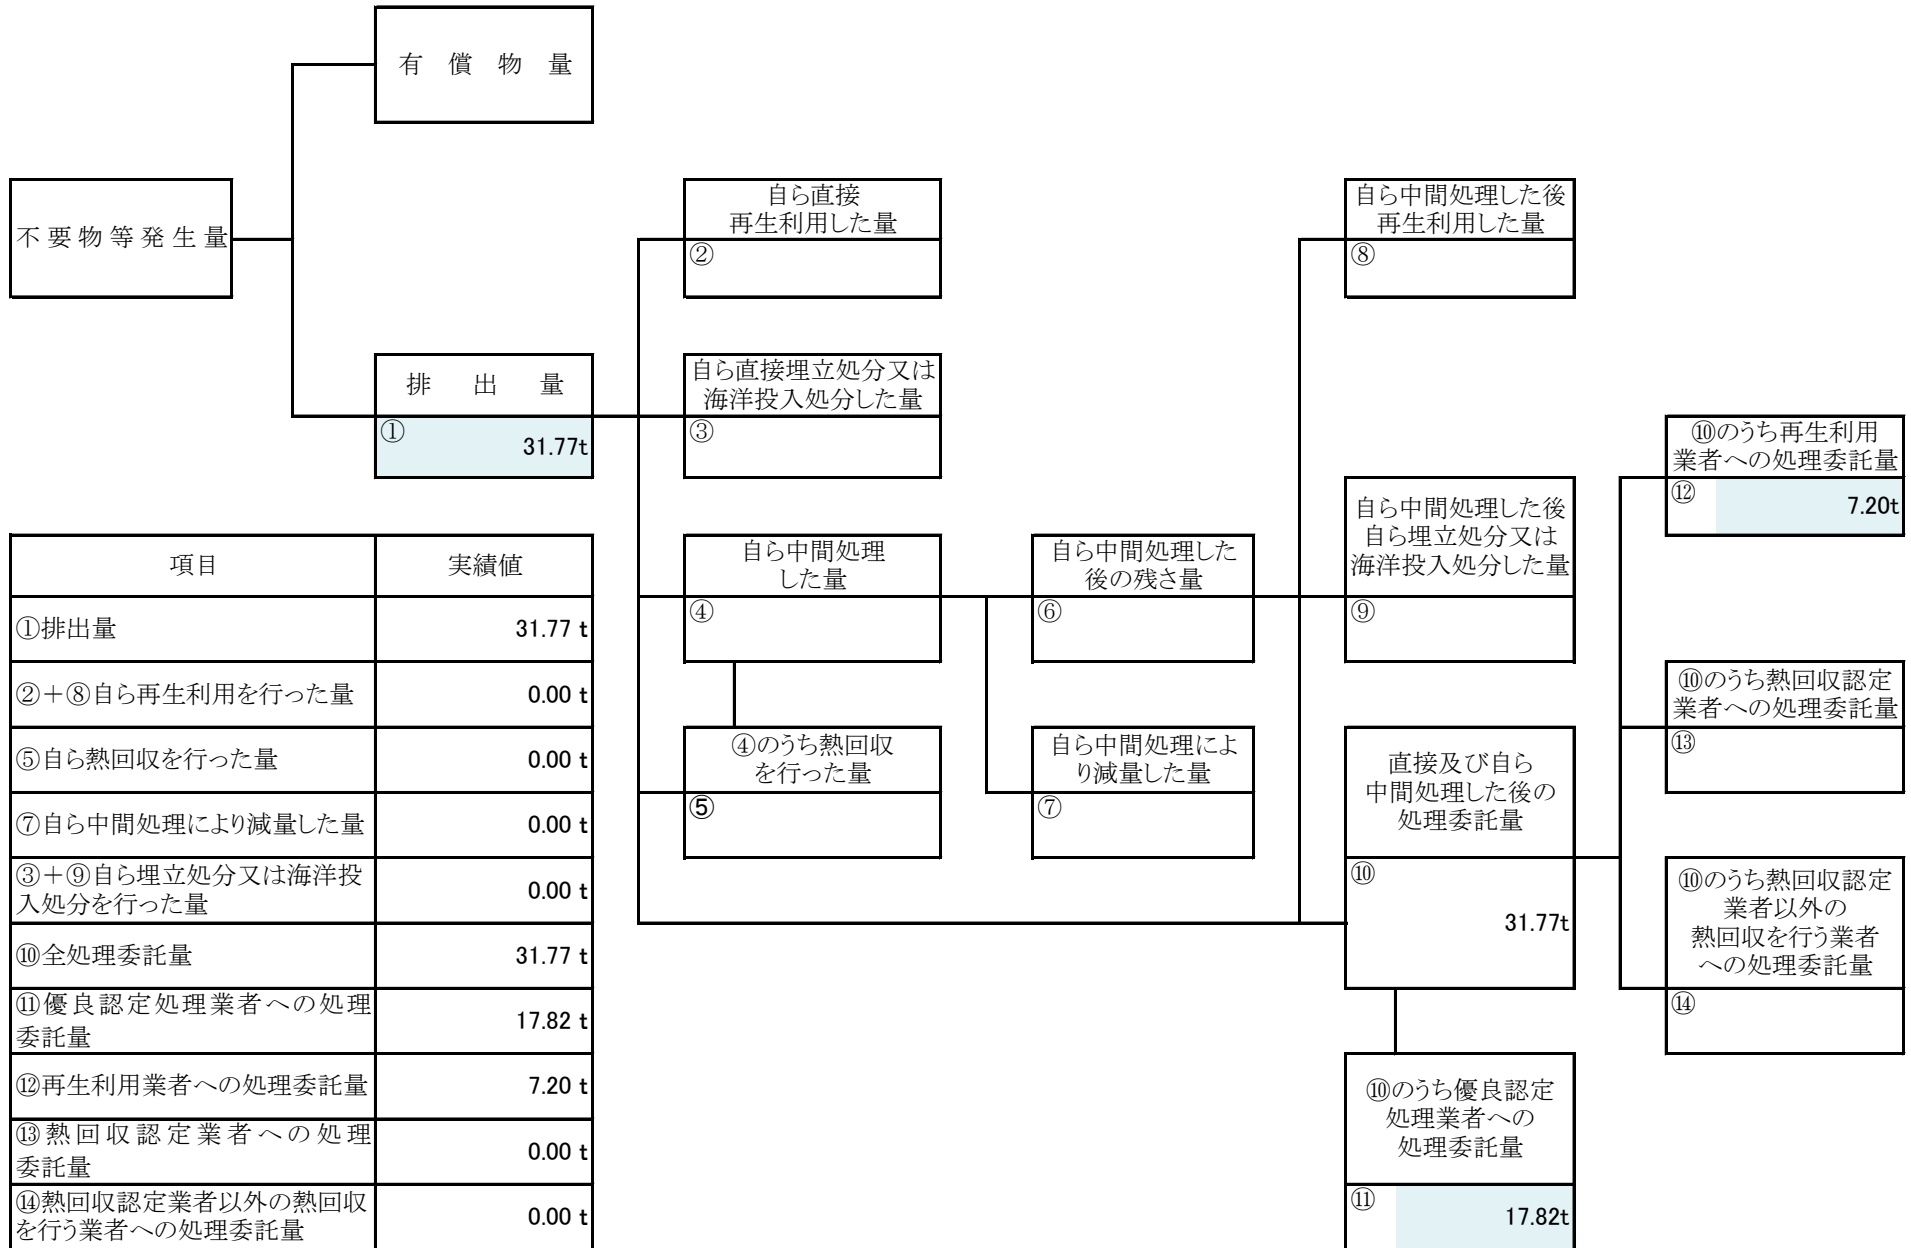 有償物量
不要物等発生量
自ら直接
再生利用した量
②
自ら中間処理した後
再生利用した量
⑧
排出量
① 31.77t
自ら直接埋立処分又は
海洋投入処分した量
③
⑩のうち再生利用
業者への処理委託量
⑫ 7.20t
自ら中間処理した後
自ら埋立処分又は
海洋投入処分した量
⑨
自ら中間処理
した量
④
自ら中間処理した
後の残さ量
⑥
⑩のうち熱回収認定
業者への処理委託量
⑬
④のうち熱回収
を行った量
⑤
自ら中間処理によ
り減量した量
⑦
直接及び自ら
中間処理した後の
処理委託量
⑩
31.77t
⑩のうち熱回収認定
業者以外の
熱回収を行う業者
への処理委託量
⑭
⑩のうち優良認定
処理業者への
処理委託量
⑪ 17.82t
項目 実績値
①排出量 31.77 t
②+⑧自ら再生利用を行った量 0.00 t
⑤自ら熱回収を行った量 0.00 t
⑦自ら中間処理により減量した量 0.00 t
③+⑨自ら埋立処分又は海洋投
入処分を行った量 0.00 t
⑩全処理委託量 31.77 t
⑪優良認定処理業者への処理
委託量 17.82 t
⑫再生利用業者への処理委託量 7.20 t
⑬熱回収認定業者への処理
委託量 0.00 t
⑭熱回収認定業者以外の熱回収
を行う業者への処理委託量 0.00 t